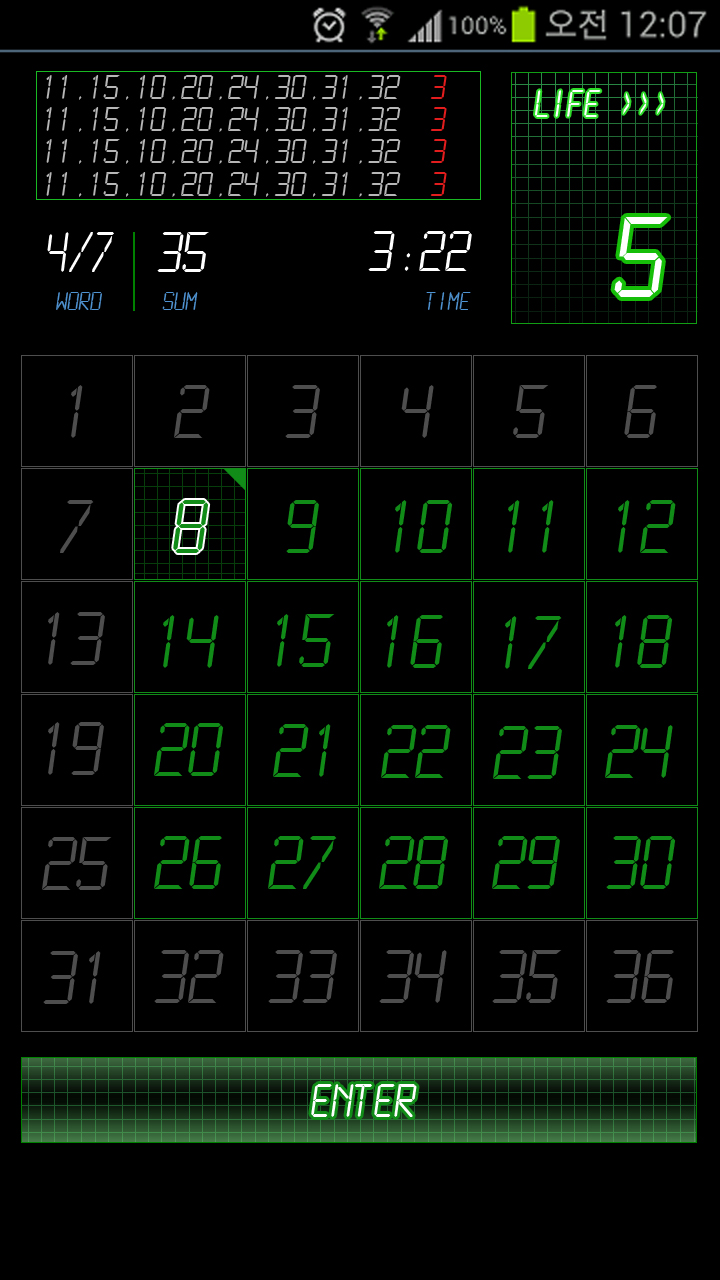 100% 오전 12:07
11.15.10.20.24.30.31.32 3
11.15.10.20.24.30.31.32 3
11.15.10.20.24.30.31.32 3
11.15.10.20.24.30.31.32 3
LIFE >>>
5
4/7 35 3:22
WORD SUM TIME
1 2 3 4 5 6
7 8 9 10 11 12
13 14 15 16 17 18
19 20 21 22 23 24
25 26 27 28 29 30
31 32 33 34 35 36
ENTER